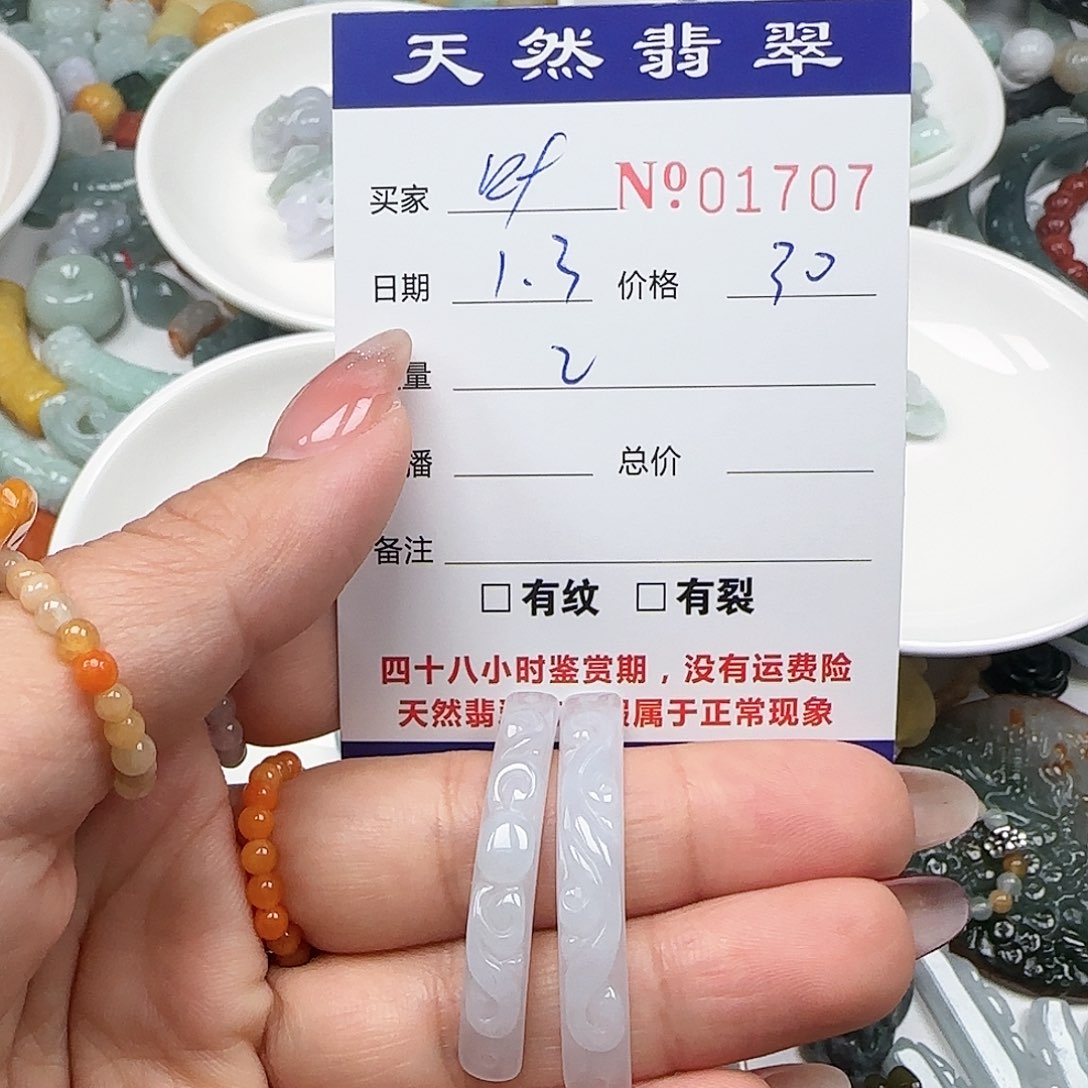 天然翡翠
买家 №01707
日期 1.3 价格 30
量 2
播 总价
备注
□有纹 □有裂
四十八小时鉴赏期，没有运费险
天然翡 属于正常现象